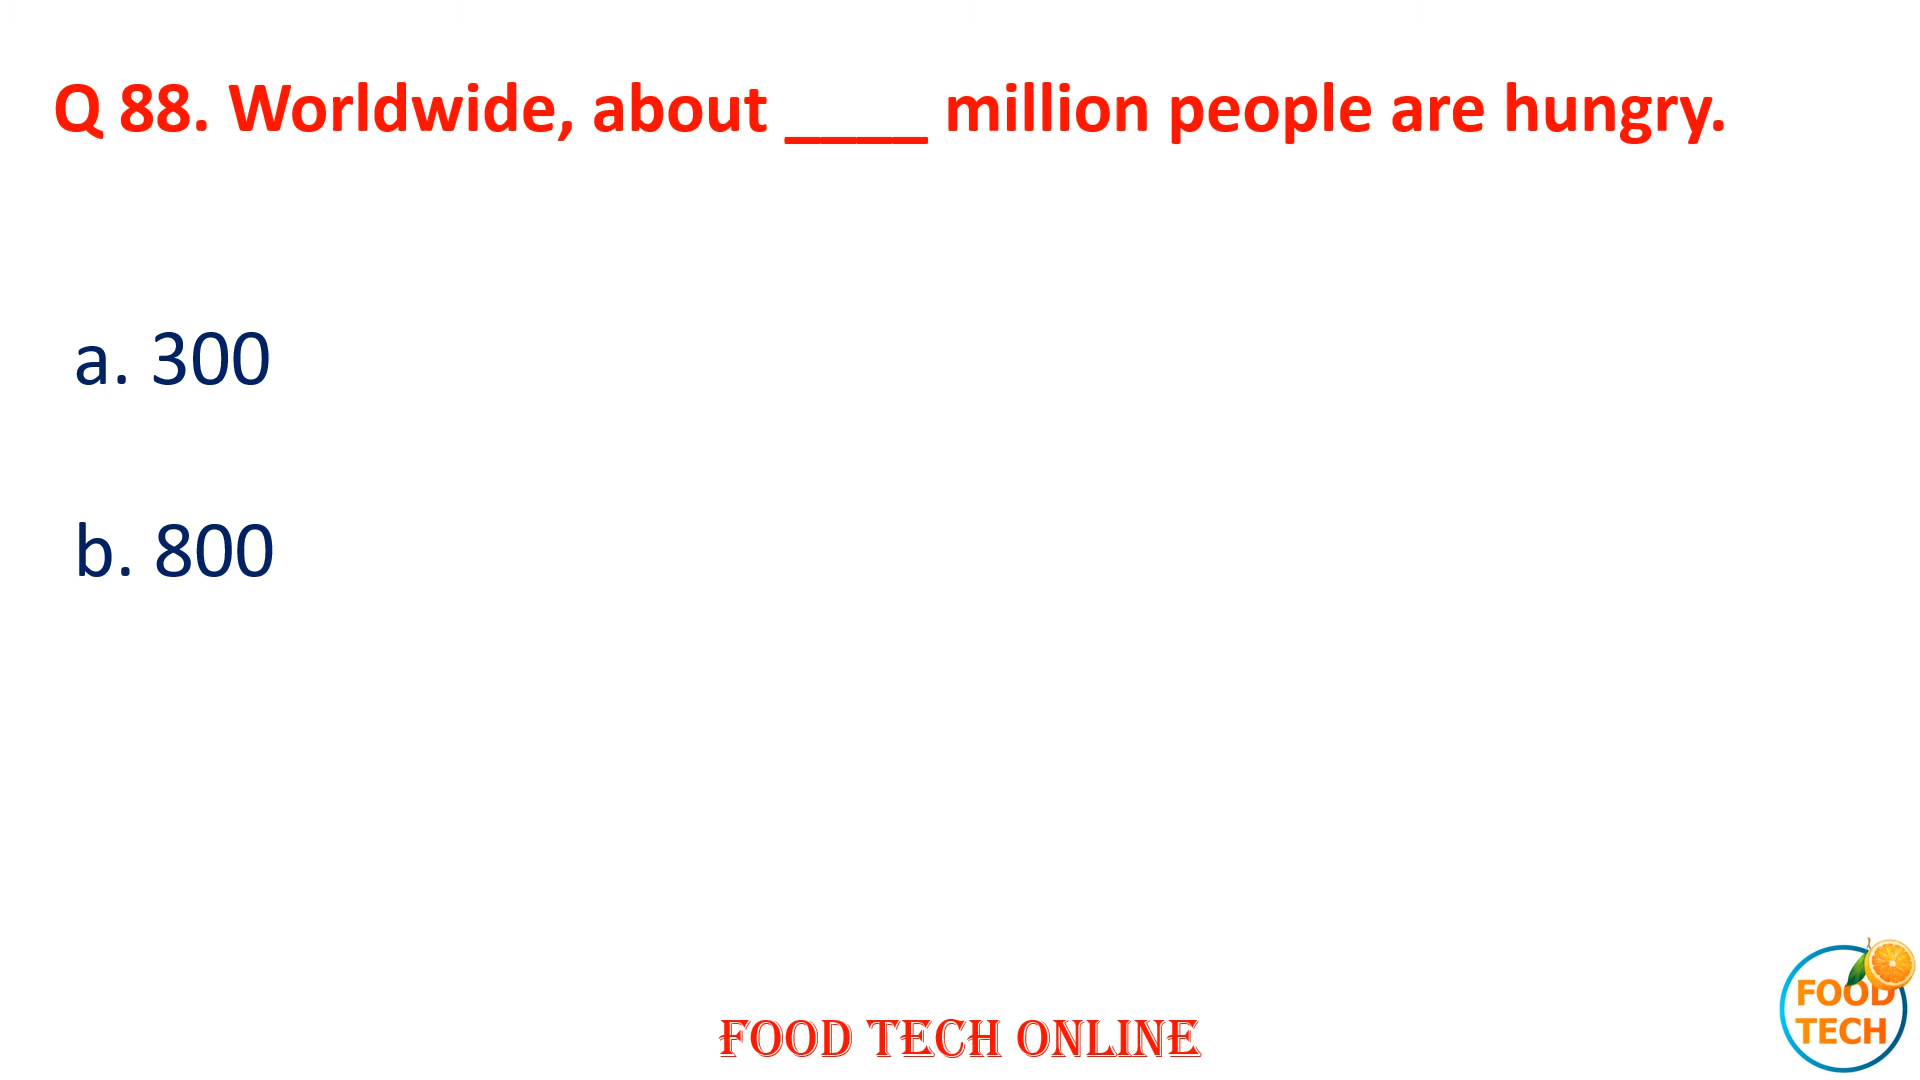 Q 88. Worldwide, about ____ million people are hungry.
a. 300
b. 800
FOOD TECH ONLINE
FOOD
TECH